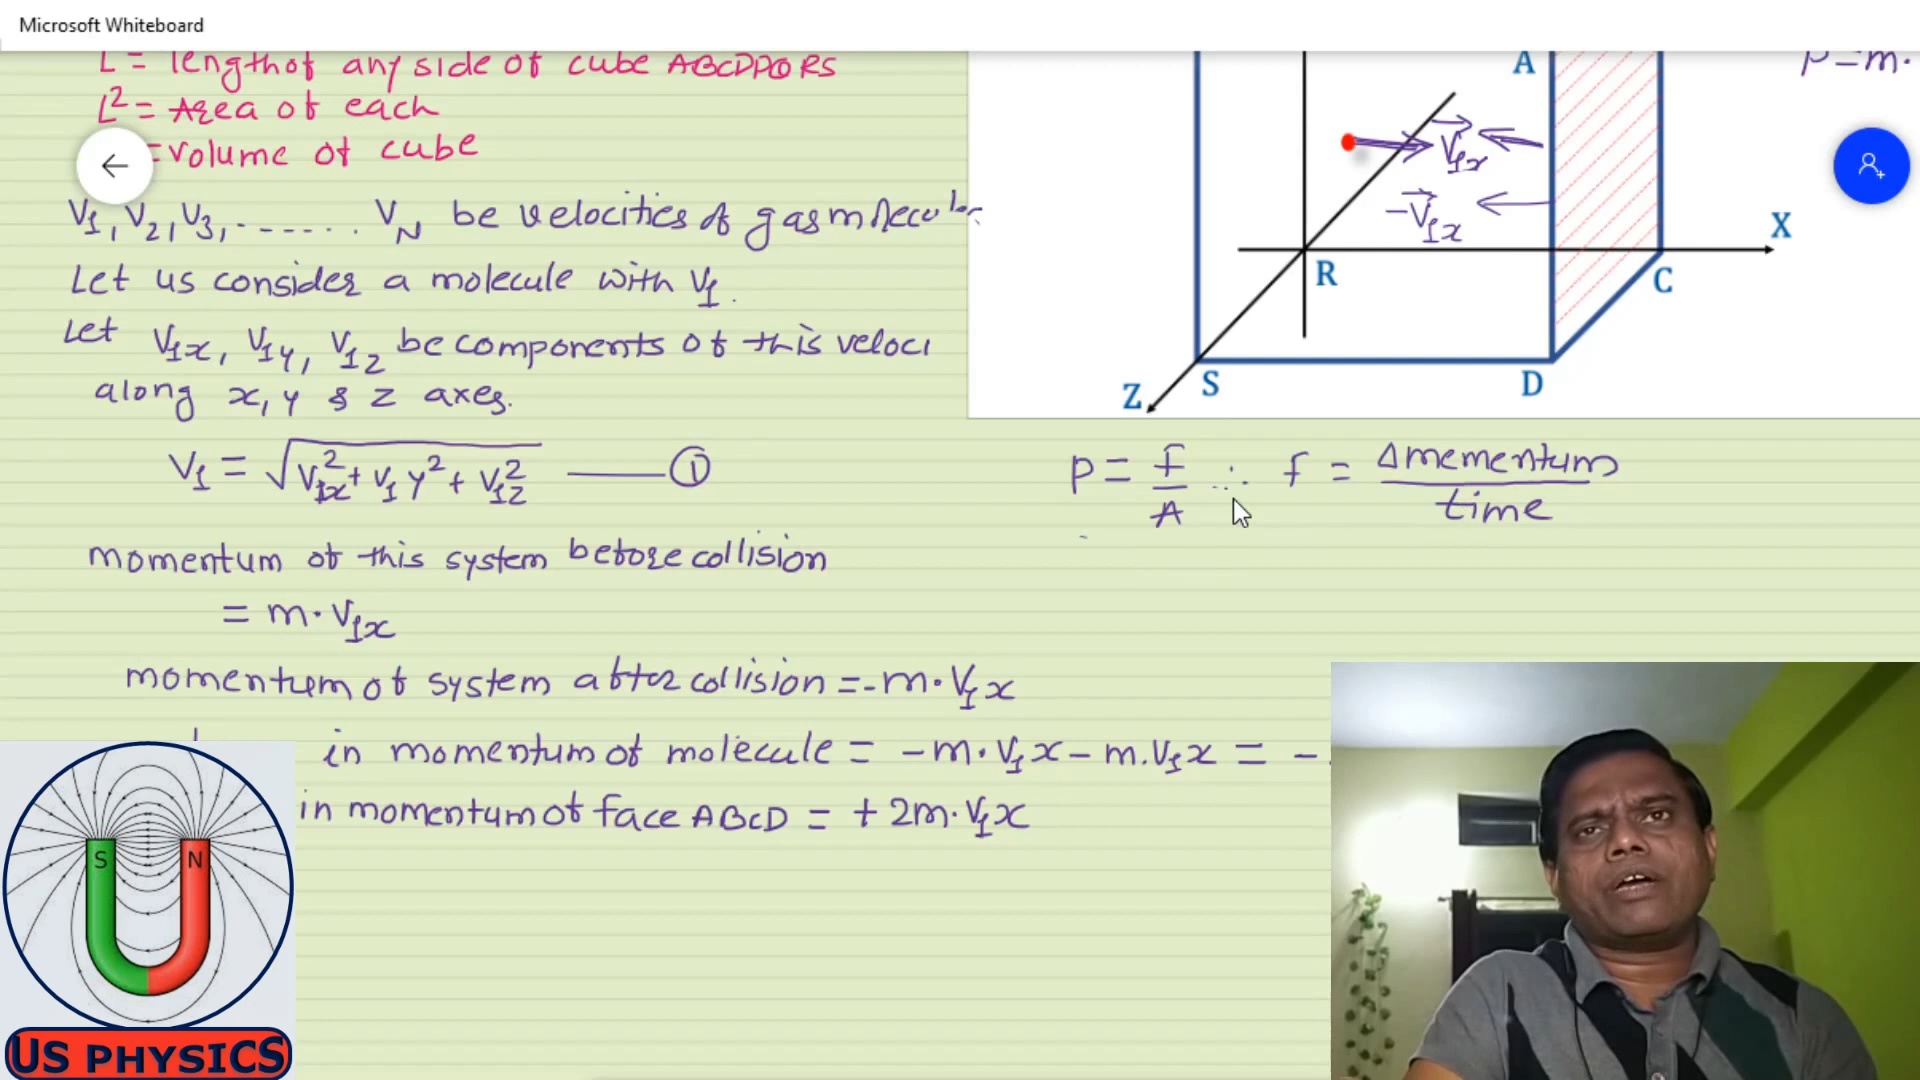 Microsoft Whiteboard
L = length of any side of cube ABCDPQRS
L² = Area of each
= volume of cube
V₁, V₂, V₃, ....... V_N be velocities of gas
Let us consider a molecule with V₁.
Let V₁x, V₁y, V₁z be components of this veloci
along x, y & z axes.
V₁ = √V₁x² + V₁y² + V₁z² —— ①
momentum of this system before collision
= m·V₁x
momentum of system after collision = -m·V₁x
in momentum of molecule = -m·V₁x - m.V₁x = -
in momentum of face ABCD = + 2m·V₁x
P = m·
A
V₁x
-V₁x
X
R
C
Z
S
D
P = f/A ∴ f = Δmementum/time
S N
US PHYSICS